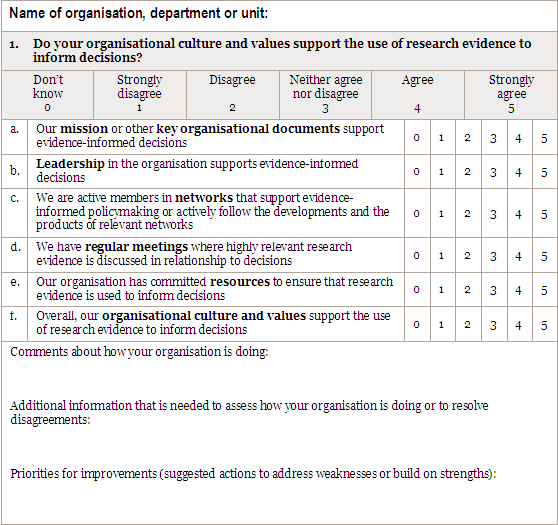 Name of organisation, department or unit:
1. Do your organisational culture and values support the use of research evidence to
inform decisions?
Don't Strongly Disagree Neither agree Agree Strongly
know disagree nor disagree agree
0 1 2 3 4 5
a. Our mission or other key organisational documents support
evidence-informed decisions
0 1 2 3 4 5
b. Leadership in the organisation supports evidence-informed
decisions
0 1 2 3 4 5
c. We are active members in networks that support evidence-
informed policymaking or actively follow the developments and the
products of relevant networks
0 1 2 3 4 5
d. We have regular meetings where highly relevant research
evidence is discussed in relationship to decisions
0 1 2 3 4 5
e. Our organisation has committed resources to ensure that research
evidence is used to inform decisions
0 1 2 3 4 5
f. Overall, our organisational culture and values support the use
of research evidence to inform decisions
0 1 2 3 4 5
Comments about how your organisation is doing:
Additional information that is needed to assess how your organisation is doing or to resolve
disagreements:
Priorities for improvements (suggested actions to address weaknesses or build on strengths):